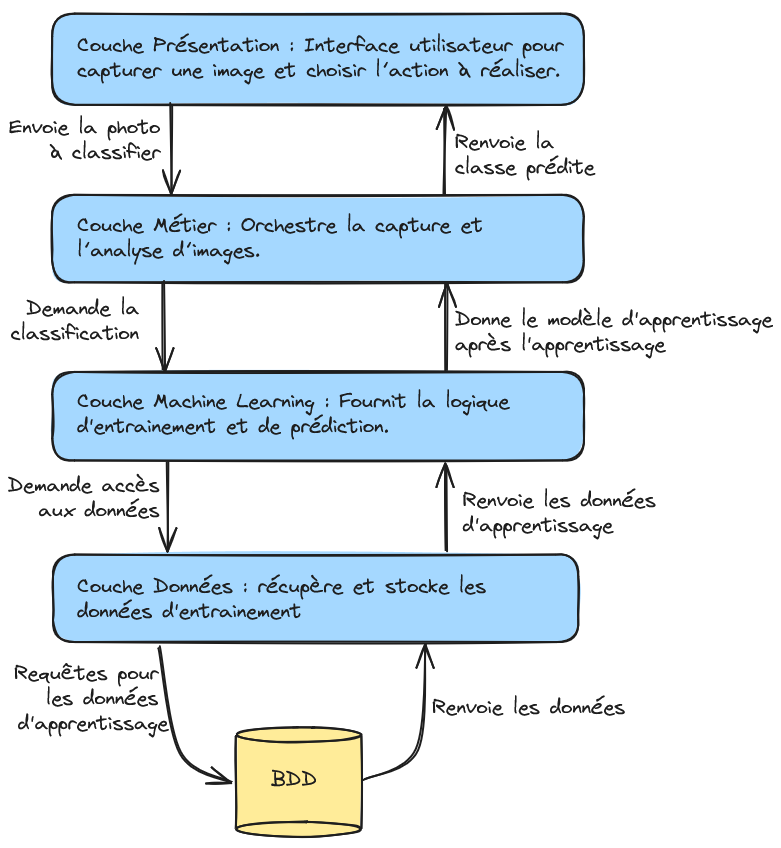 Couche Présentation : Interface utilisateur pour
capturer une image et choisir l'action à réaliser.
Envoie la photo
à classifier
Renvoie la
classe prédite
Couche Métier : Orchestre la capture et
l'analyse d'images.
Demande la
classification
Donne le modèle d'apprentissage
après l'apprentissage
Couche Machine Learning : Fournit la logique
d'entrainement et de prédiction.
Demande accès
aux données
Renvoie les données
d'apprentissage
Couche Données : récupère et stocke les
données d'entrainement
Requêtes pour
les données
d'apprentissage
Renvoie les données
BDD